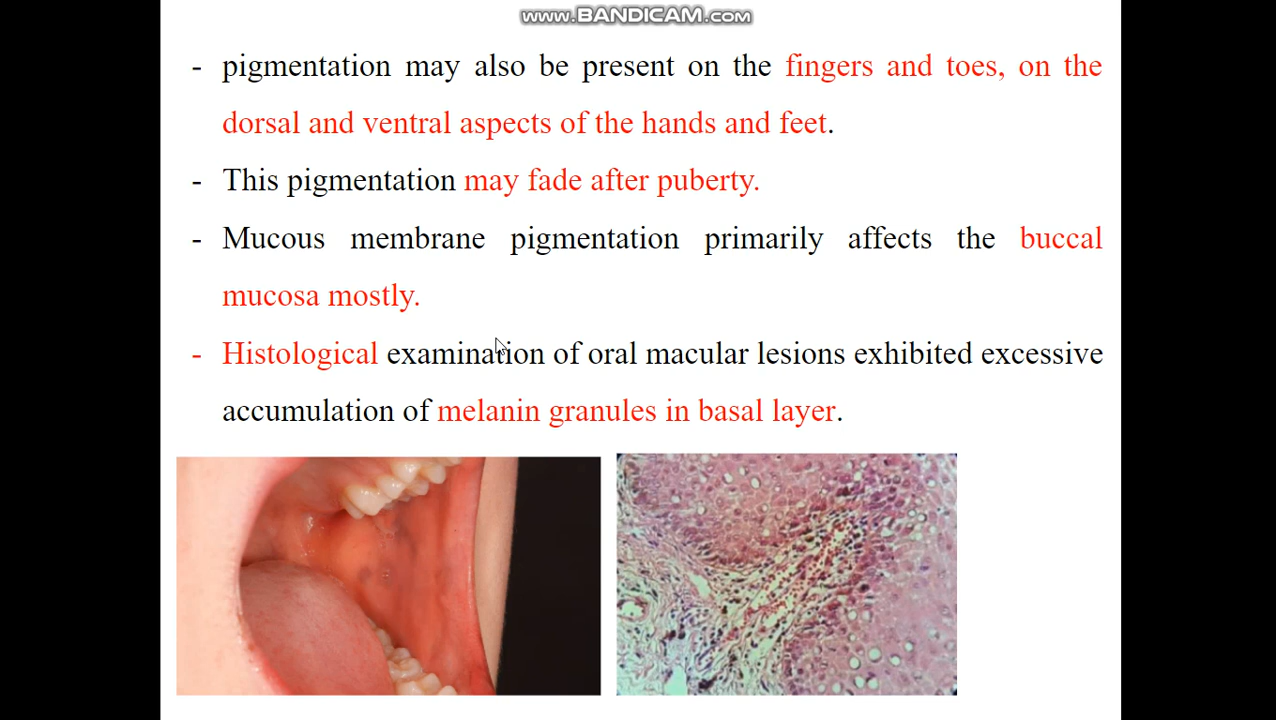 www.BANDICAM.com
- pigmentation may also be present on the fingers and toes, on the
dorsal and ventral aspects of the hands and feet.
- This pigmentation may fade after puberty.
- Mucous membrane pigmentation primarily affects the buccal
mucosa mostly.
- Histological examination of oral macular lesions exhibited excessive
accumulation of melanin granules in basal layer.